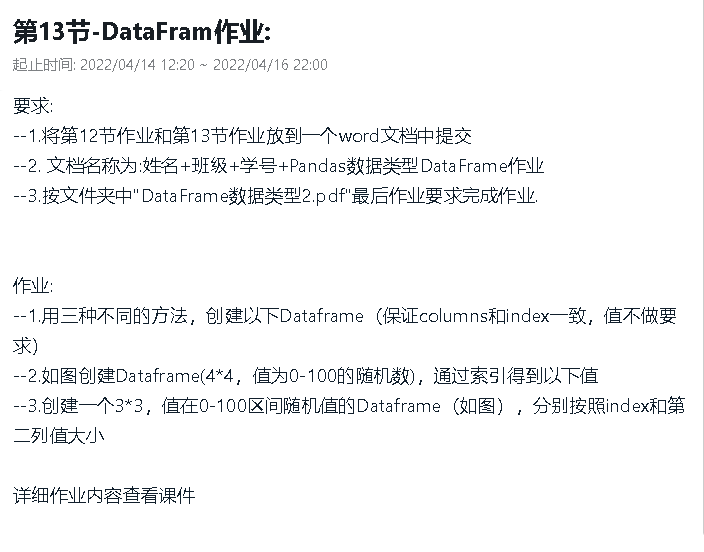 第13节-DataFram作业:
起止时间: 2022/04/14 12:20 ~ 2022/04/16 22:00
要求:
--1.将第12节作业和第13节作业放到一个word文档中提交
--2. 文档名称为:姓名+班级+学号+Pandas数据类型DataFrame作业
--3.按文件夹中"DataFrame数据类型2.pdf"最后作业要求完成作业.
作业:
--1.用三种不同的方法，创建以下Dataframe（保证columns和index一致，值不做要
求）
--2.如图创建Dataframe(4*4，值为0-100的随机数)，通过索引得到以下值
--3.创建一个3*3，值在0-100区间随机值的Dataframe（如图），分别按照index和第
二列值大小
详细作业内容查看课件